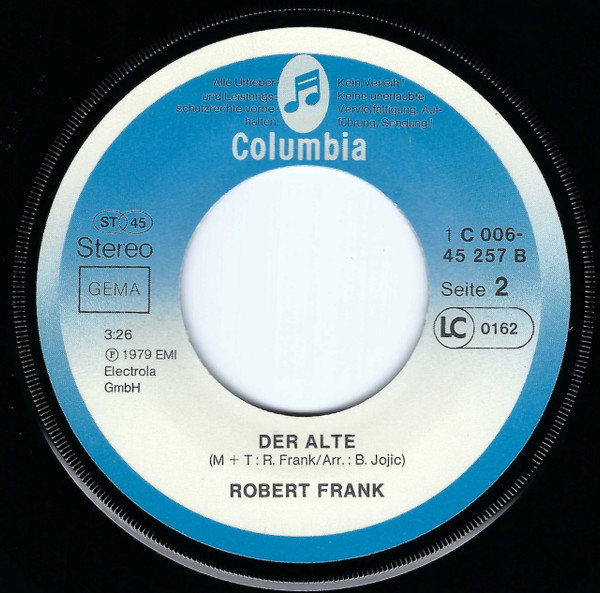 Alle Urheber-
und Leistungs-
schutzrechte vorbe-
halten
Kein Verleih!
Keine unerlaubte
Vervielfältigung, Auf-
führung, Sendung!
Columbia
ST 45
Stereo
GEMA
3:26
Ⓟ 1979 EMI
Electrola
GmbH
1 C 006-
45 257 B
Seite 2
LC 0162
DER ALTE
(M + T : R. Frank/Arr. : B. Jojic)
ROBERT FRANK